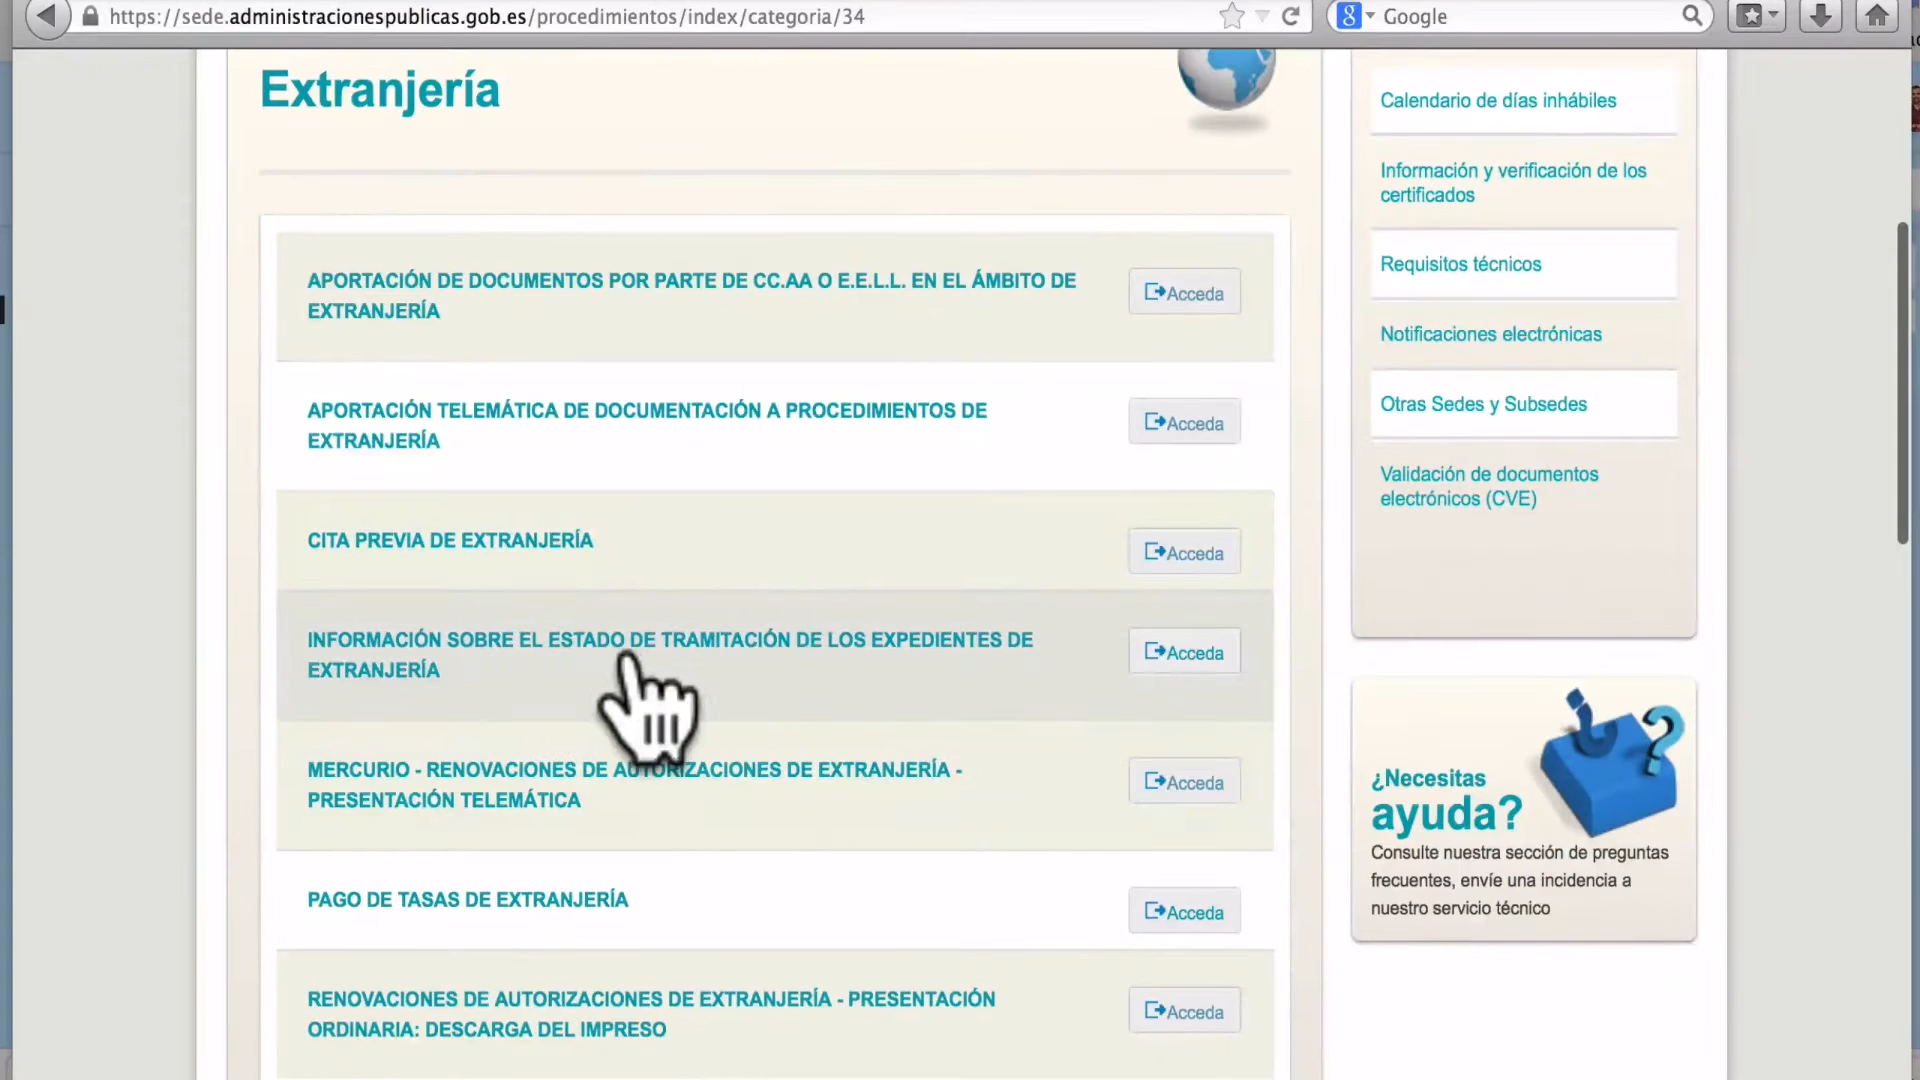 https://sede.administracionespublicas.gob.es/procedimientos/index/categoria/34
Google
Extranjería
APORTACIÓN DE DOCUMENTOS POR PARTE DE CC.AA O E.E.L.L. EN EL ÁMBITO DE
EXTRANJERÍA
Acceda
APORTACIÓN TELEMÁTICA DE DOCUMENTACIÓN A PROCEDIMIENTOS DE
EXTRANJERÍA
Acceda
CITA PREVIA DE EXTRANJERÍA
Acceda
INFORMACIÓN SOBRE EL ESTADO DE TRAMITACIÓN DE LOS EXPEDIENTES DE
EXTRANJERÍA
Acceda
MERCURIO - RENOVACIONES DE AUTORIZACIONES DE EXTRANJERÍA -
PRESENTACIÓN TELEMÁTICA
Acceda
PAGO DE TASAS DE EXTRANJERÍA
Acceda
RENOVACIONES DE AUTORIZACIONES DE EXTRANJERÍA - PRESENTACIÓN
ORDINARIA: DESCARGA DEL IMPRESO
Acceda
Calendario de días inhábiles
Información y verificación de los
certificados
Requisitos técnicos
Notificaciones electrónicas
Otras Sedes y Subsedes
Validación de documentos
electrónicos (CVE)
¿Necesitas
ayuda?
Consulte nuestra sección de preguntas
frecuentes, envíe una incidencia a
nuestro servicio técnico